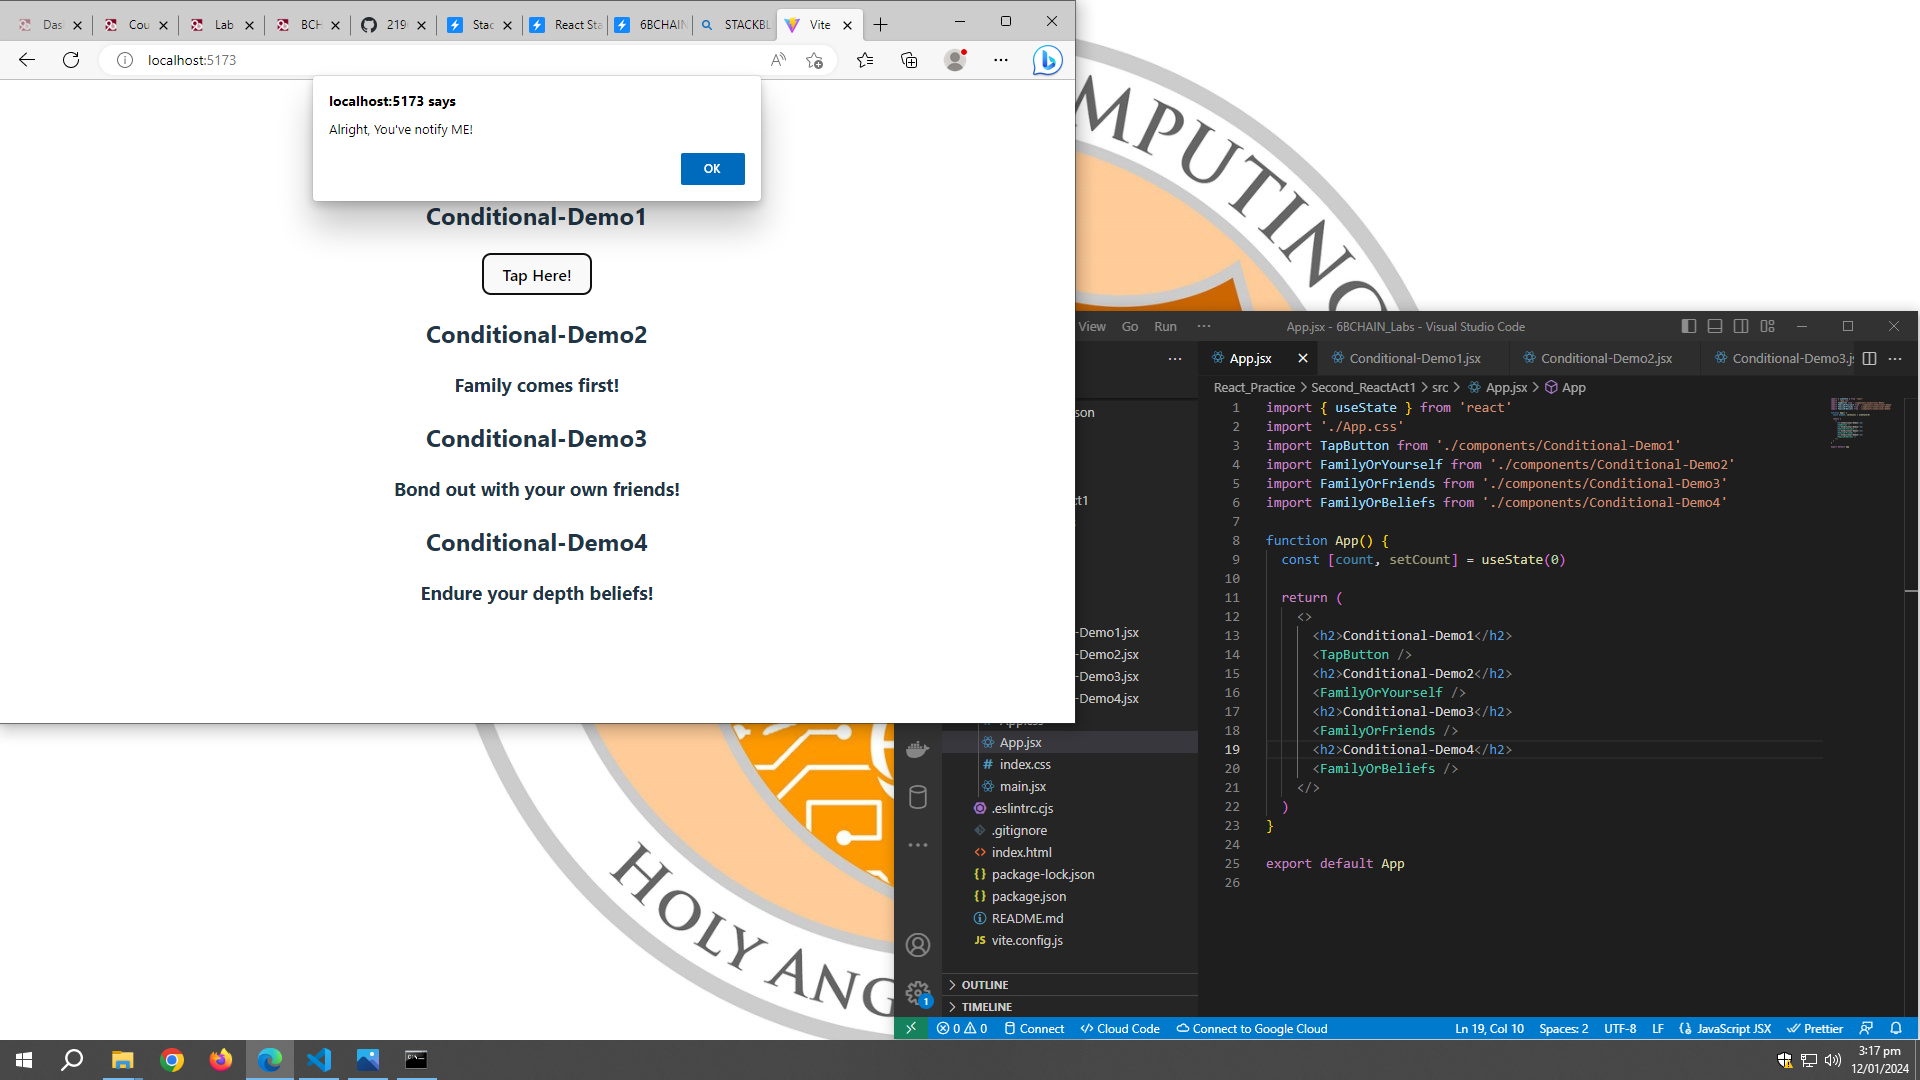 Das
Cou
Lab
BCH
219
Stac
React Sta
6BCHAIN
STACKBL
Vite
localhost:5173
localhost:5173 says
Alright, You've notify ME!
OK
Conditional-Demo1
Tap Here!
Conditional-Demo2
Family comes first!
Conditional-Demo3
Bond out with your own friends!
Conditional-Demo4
Endure your depth beliefs!
MPUTING
HOLY ANG
View Go Run ··· App.jsx - 6BCHAIN_Labs - Visual Studio Code
App.jsx Conditional-Demo1.jsx Conditional-Demo2.jsx Conditional-Demo3.js
React_Practice > Second_ReactAct1 > src > App.jsx > App
son
ct1
-Demo1.jsx
-Demo2.jsx
-Demo3.jsx
-Demo4.jsx
App.css
App.jsx
# index.css
main.jsx
.eslintrc.cjs
.gitignore
<> index.html
{} package-lock.json
{} package.json
README.md
JS vite.config.js
> OUTLINE
> TIMELINE
1 import { useState } from 'react'
2 import './App.css'
3 import TapButton from './components/Conditional-Demo1'
4 import FamilyOrYourself from './components/Conditional-Demo2'
5 import FamilyOrFriends from './components/Conditional-Demo3'
6 import FamilyOrBeliefs from './components/Conditional-Demo4'
7
8 function App() {
9 const [count, setCount] = useState(0)
10
11 return (
12 <>
13 <h2>Conditional-Demo1</h2>
14 <TapButton />
15 <h2>Conditional-Demo2</h2>
16 <FamilyOrYourself />
17 <h2>Conditional-Demo3</h2>
18 <FamilyOrFriends />
19 <h2>Conditional-Demo4</h2>
20 <FamilyOrBeliefs />
21 </>
22 )
23 }
24
25 export default App
26
1
0 0 Connect Cloud Code Connect to Google Cloud Ln 19, Col 10 Spaces: 2 UTF-8 LF JavaScript JSX Prettier
3:17 pm
12/01/2024